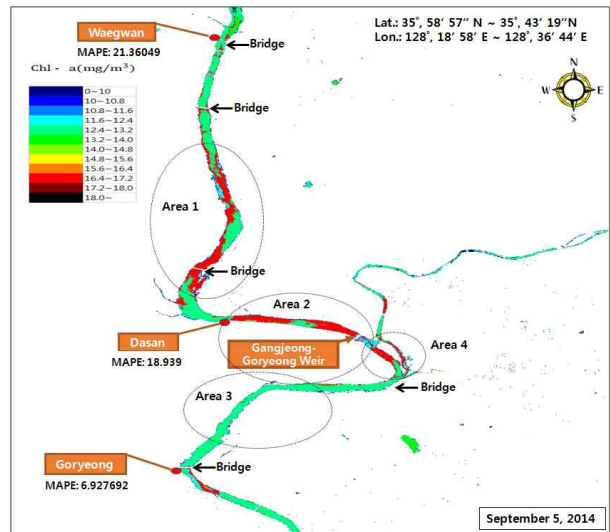 Waegwan
MAPE: 21.36049
Lat.: 35°, 58′ 57″ N ~ 35°, 43′ 19″N
Lon.: 128°, 18′ 58′ E ~ 128°, 36′ 44′ E
Bridge
Chl - a(mg/m³)
0~10
10~10.8
10.8~11.6
11.6~12.4
12.4~13.2
13.2~14.0
14.0~14.8
14.8~15.6
15.6~16.4
16.4~17.2
17.2~18.0
18.0~
N
W E
S
Bridge
Area 1
Bridge
Area 2
Dasan
MAPE: 18.939
Gangjeong-
Goryeong Weir
Area 4
Bridge
Area 3
Goryeong
MAPE: 6.927692
Bridge
September 5, 2014